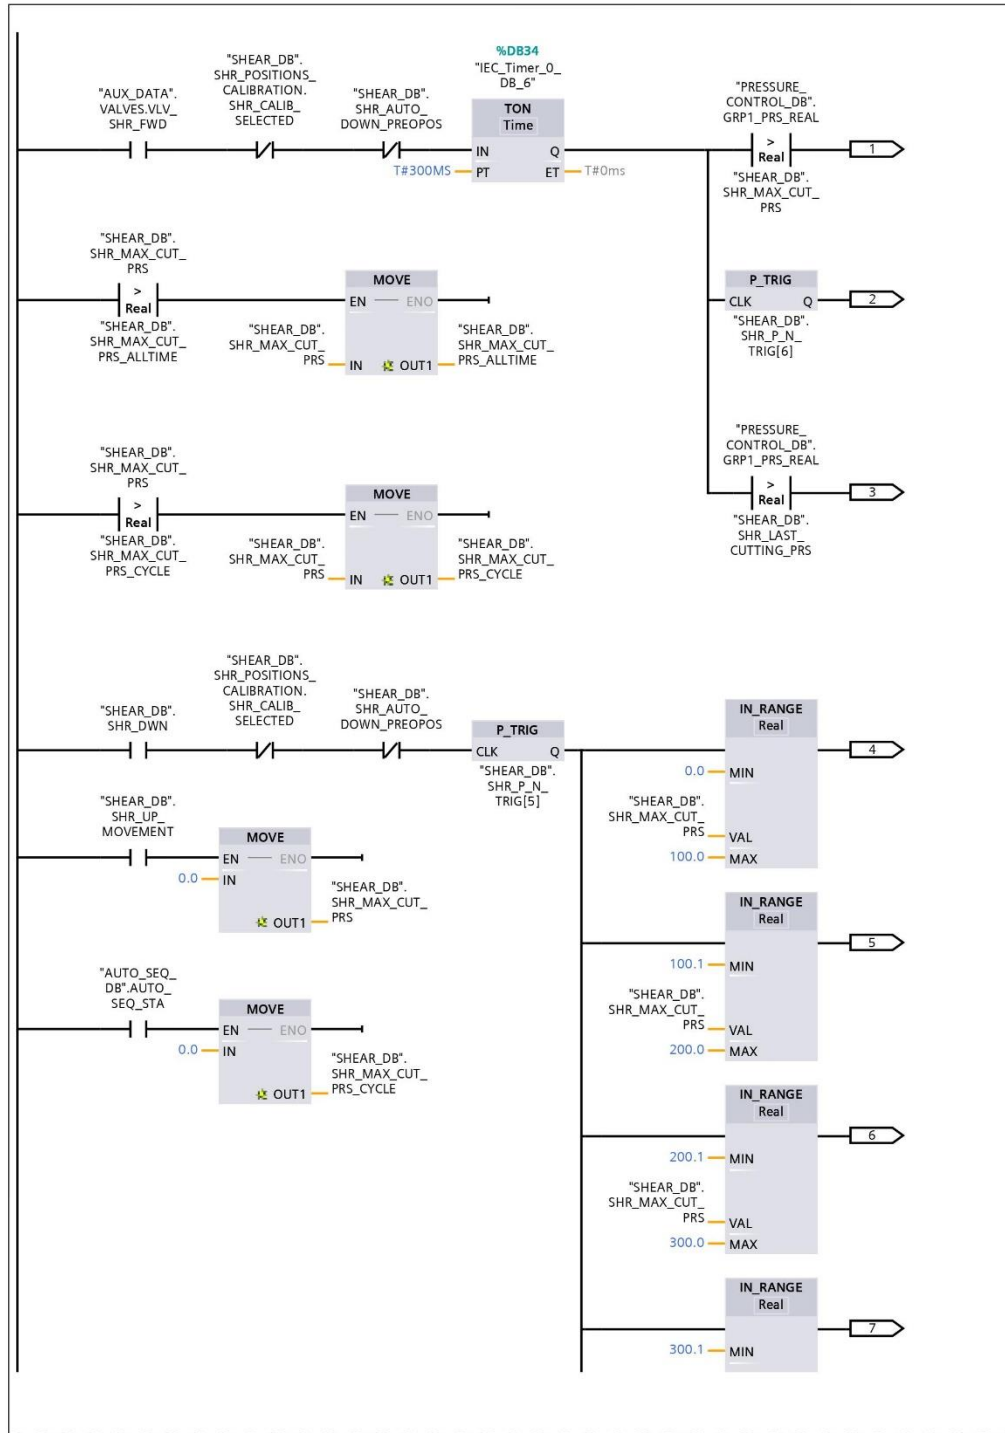 %DB34
"IEC_Timer_0_
DB_6"
"AUX_DATA".
VALVES.VLV_
SHR_FWD
"SHEAR_DB".
SHR_POSITIONS_
CALIBRATION.
SHR_CALIB_
SELECTED
"SHEAR_DB".
SHR_AUTO_
DOWN_PREOPOS
TON
Time
IN Q
T#300MS PT ET T#0ms
"PRESSURE_
CONTROL_DB".
GRP1_PRS_REAL
>
Real
1
"SHEAR_DB".
SHR_MAX_CUT_
PRS
"SHEAR_DB".
SHR_MAX_CUT_
PRS
>
Real
"SHEAR_DB".
SHR_MAX_CUT_
PRS_ALLTIME
MOVE
EN ENO
"SHEAR_DB".
SHR_MAX_CUT_
PRS
IN OUT1
"SHEAR_DB".
SHR_MAX_CUT_
PRS_ALLTIME
P_TRIG
CLK Q
2
"SHEAR_DB".
SHR_P_N_
TRIG[6]
"PRESSURE_
CONTROL_DB".
GRP1_PRS_REAL
>
Real
3
"SHEAR_DB".
SHR_LAST_
CUTTING_PRS
"SHEAR_DB".
SHR_MAX_CUT_
PRS
>
Real
"SHEAR_DB".
SHR_MAX_CUT_
PRS_CYCLE
MOVE
EN ENO
"SHEAR_DB".
SHR_MAX_CUT_
PRS
IN OUT1
"SHEAR_DB".
SHR_MAX_CUT_
PRS_CYCLE
"SHEAR_DB".
SHR_DWN
"SHEAR_DB".
SHR_POSITIONS_
CALIBRATION.
SHR_CALIB_
SELECTED
"SHEAR_DB".
SHR_AUTO_
DOWN_PREOPOS
P_TRIG
CLK Q
"SHEAR_DB".
SHR_P_N_
TRIG[5]
IN_RANGE
Real
4
0.0 MIN
"SHEAR_DB".
SHR_MAX_CUT_
PRS VAL
100.0 MAX
"SHEAR_DB".
SHR_UP_
MOVEMENT
MOVE
EN ENO
0.0 IN
OUT1
"SHEAR_DB".
SHR_MAX_CUT_
PRS
IN_RANGE
Real
5
100.1 MIN
"SHEAR_DB".
SHR_MAX_CUT_
PRS VAL
200.0 MAX
"AUTO_SEQ_
DB".AUTO_
SEQ_STA
MOVE
EN ENO
0.0 IN
OUT1
"SHEAR_DB".
SHR_MAX_CUT_
PRS_CYCLE
IN_RANGE
Real
6
200.1 MIN
"SHEAR_DB".
SHR_MAX_CUT_
PRS VAL
300.0 MAX
IN_RANGE
Real
7
300.1 MIN